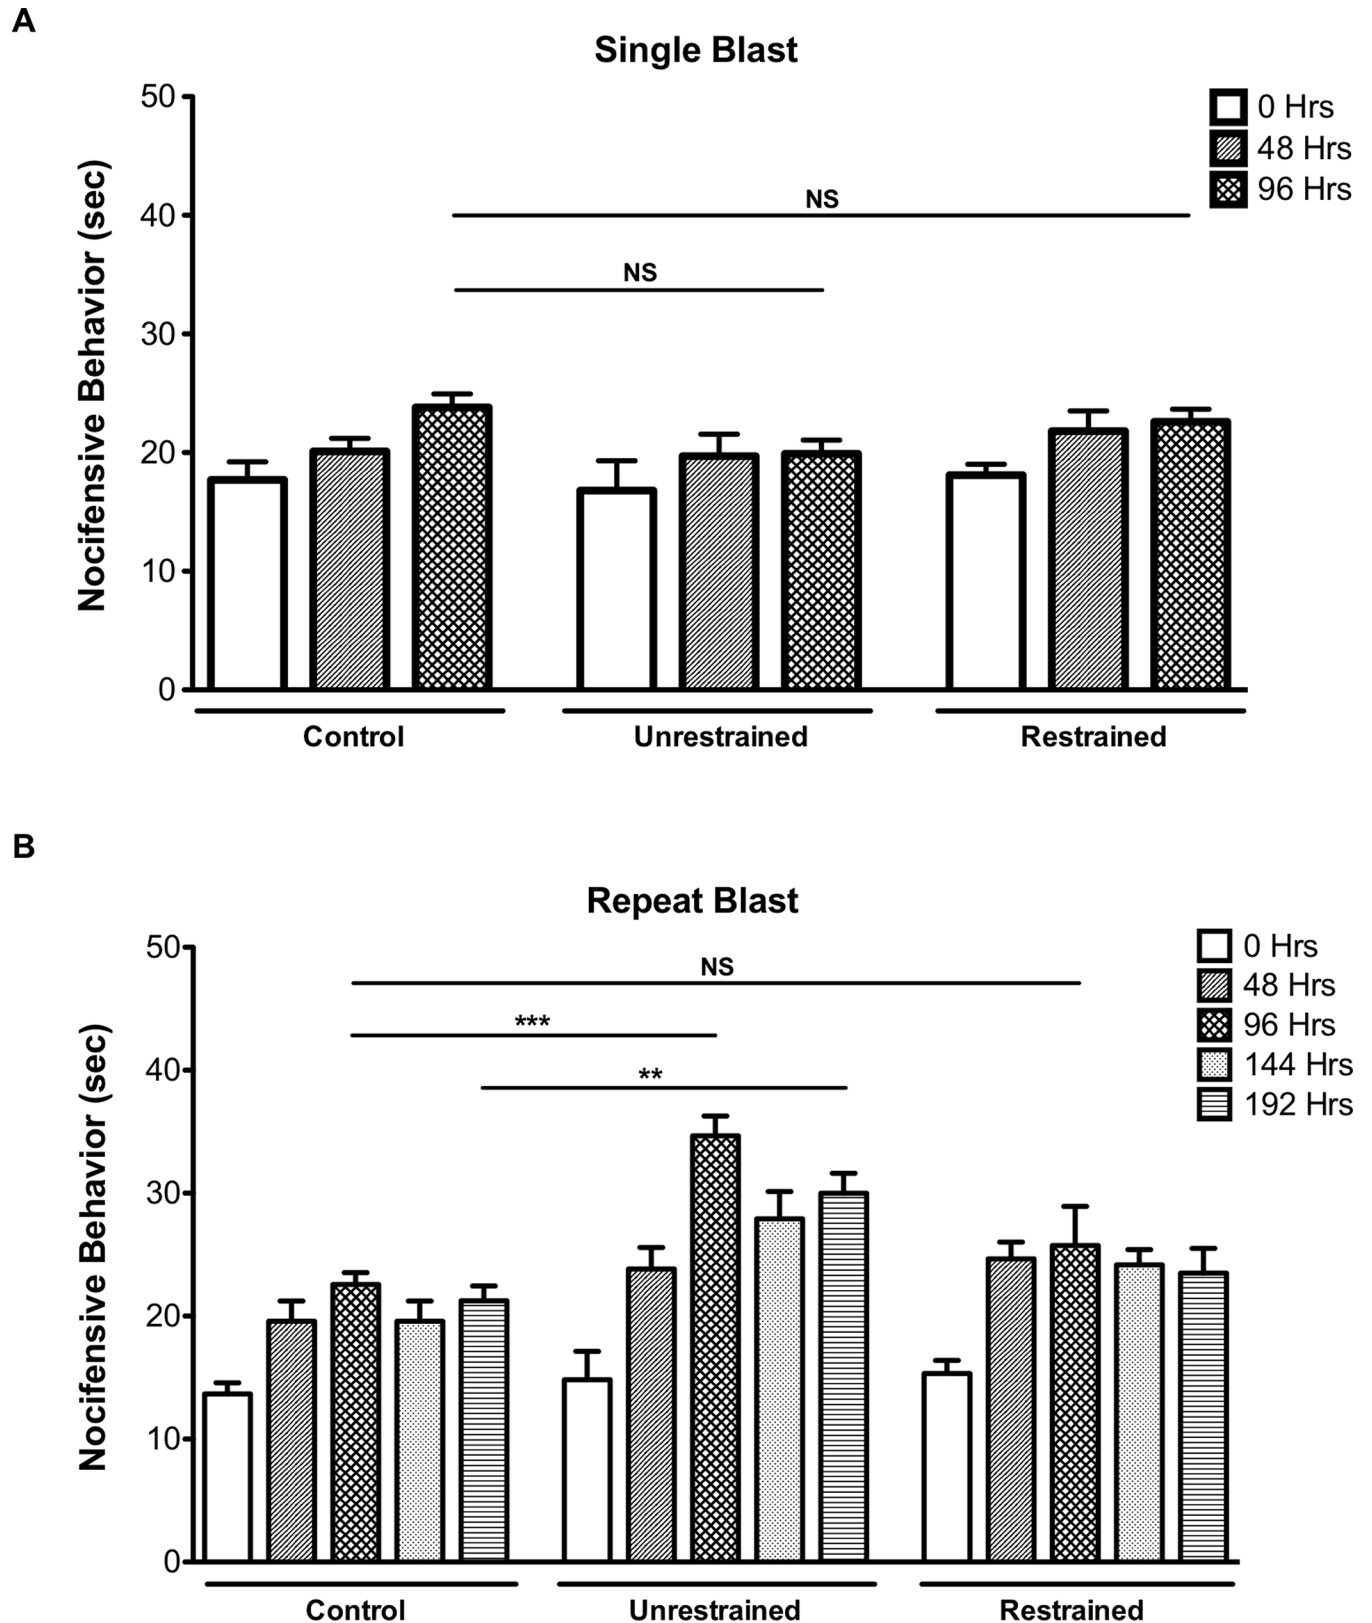 A
Single Blast
50
40
30
20
10
0
Nocifensive Behavior (sec)
0 Hrs
48 Hrs
96 Hrs
NS
NS
Control
Unrestrained
Restrained
B
Repeat Blast
50
40
30
20
10
0
Nocifensive Behavior (sec)
0 Hrs
48 Hrs
96 Hrs
144 Hrs
192 Hrs
NS
***
**
Control
Unrestrained
Restrained